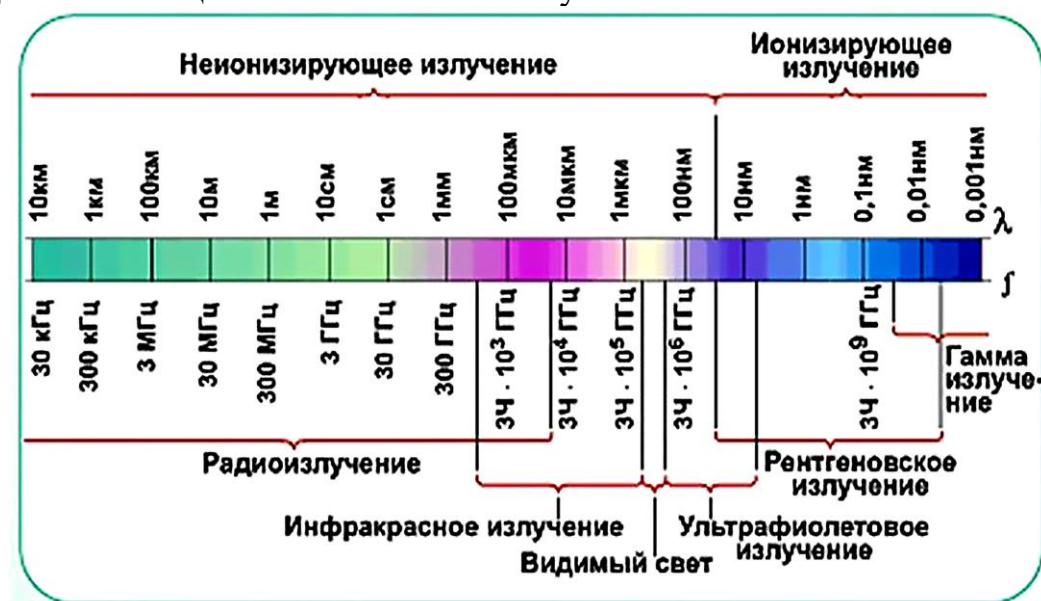 Неионизирующее излучение
Ионизирующее
излучение
10км
1км
100км
10м
1м
10см
1см
1мм
100мкм
10мкм
1мкм
100нм
10нм
1нм
0,1нм
0,01нм
0,001нм
λ
30 кГц
300 кГц
3 МГц
30 МГц
300 МГц
3 ГГц
30 ГГц
300 ГГц
3Ч · 10³ ГГц
3Ч · 10⁴ ГГц
3Ч · 10⁵ ГГц
3Ч · 10⁶ ГГц
3Ч · 10⁹ ГГц
ʃ
Гамма
излуче-
ние
Радиоизлучение
Рентгеновское
излучение
Инфракрасное излучение
Ультрафиолетовое
излучение
Видимый свет